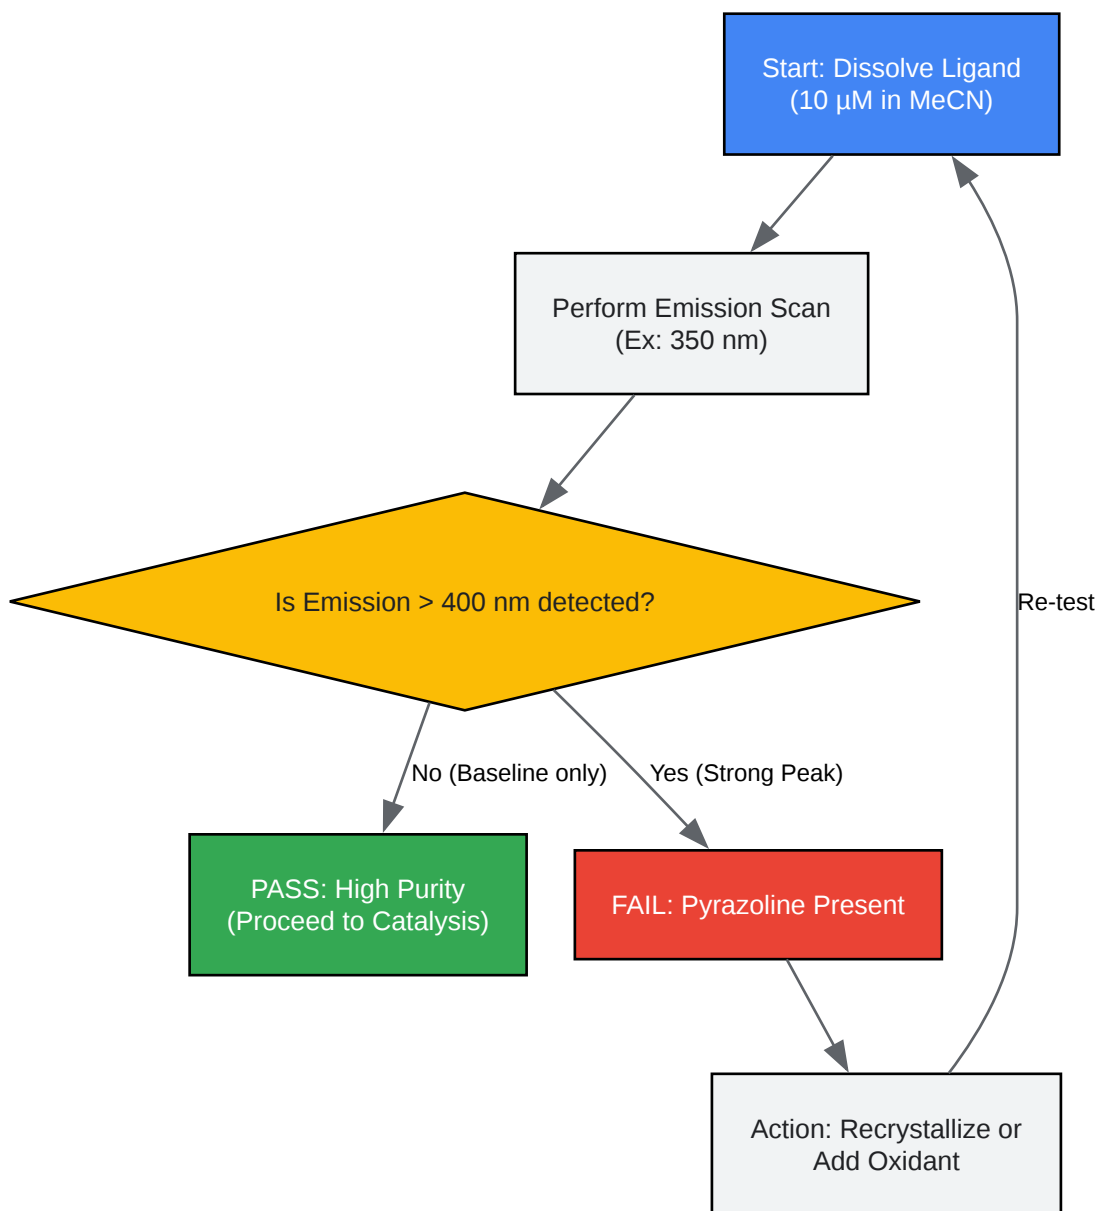 Start: Dissolve Ligand
(10 µM in MeCN)
Perform Emission Scan
(Ex: 350 nm)
Is Emission > 400 nm detected?
Re-test
No (Baseline only)
Yes (Strong Peak)
PASS: High Purity
(Proceed to Catalysis)
FAIL: Pyrazoline Present
Action: Recrystallize or
Add Oxidant